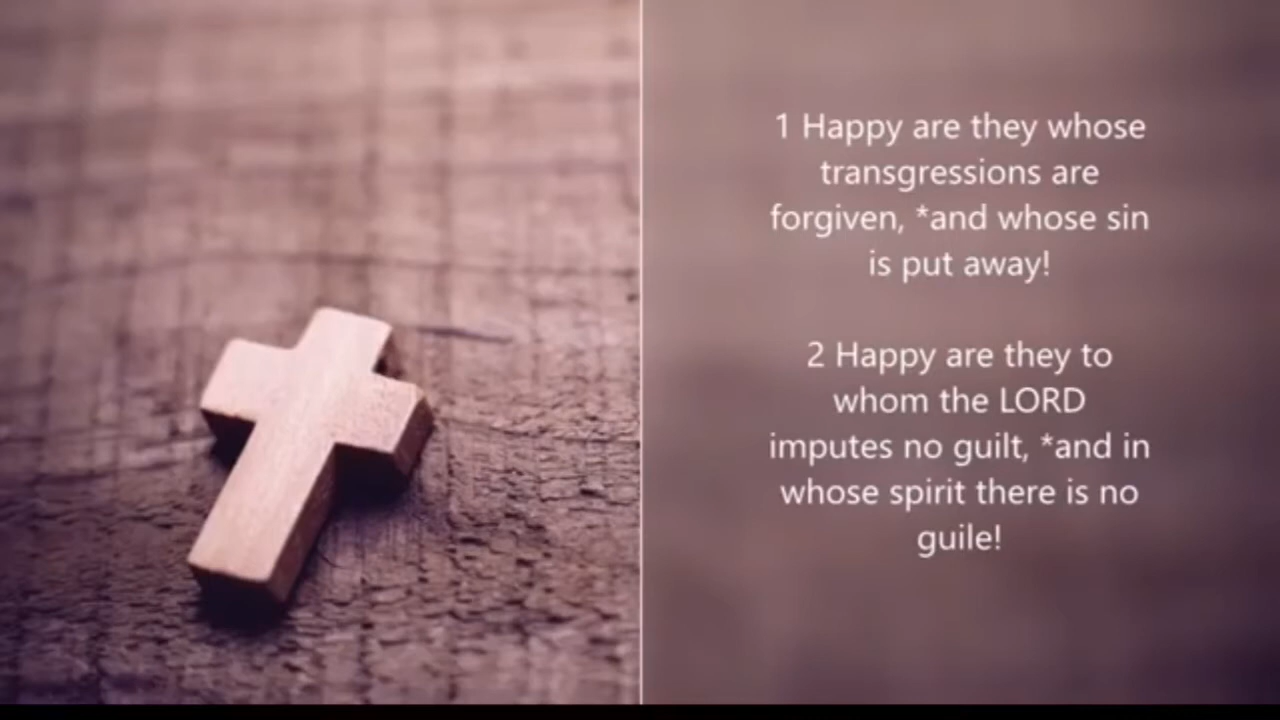 1 Happy are they whose
transgressions are
forgiven, *and whose sin
is put away!
2 Happy are they to
whom the LORD
imputes no guilt, *and in
whose spirit there is no
guile!